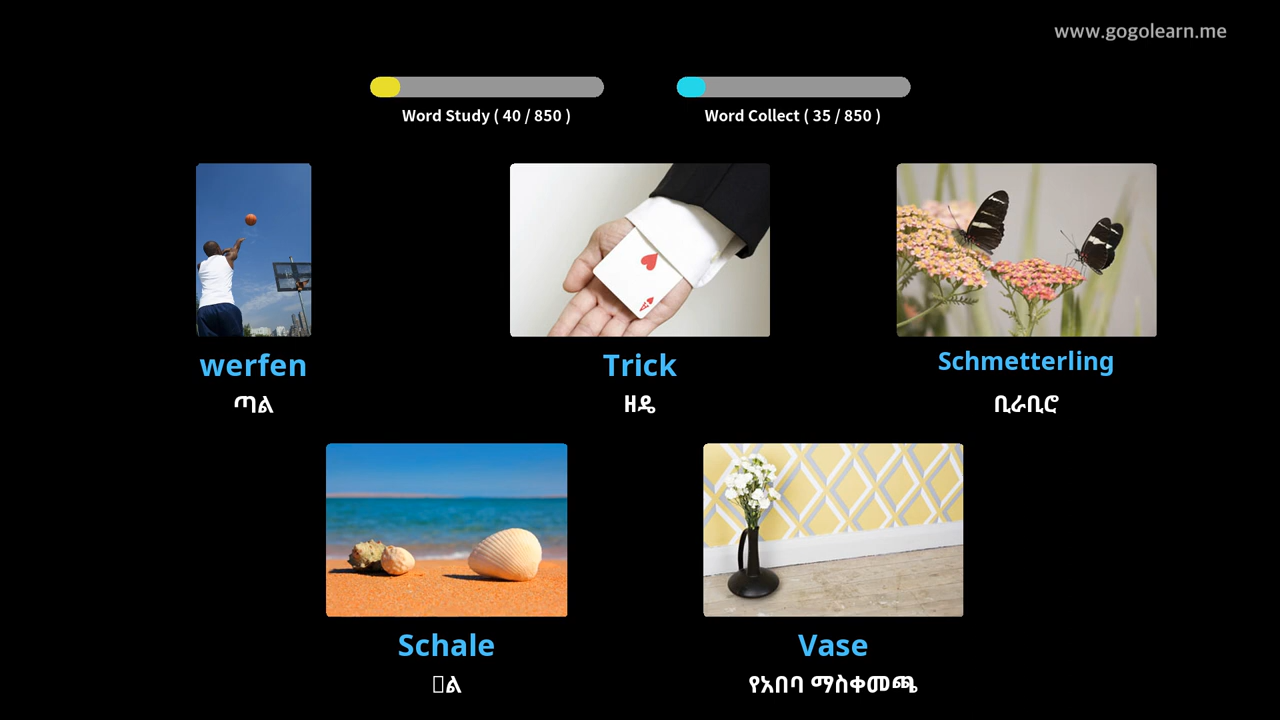 www.gogolearn.me
Word Study ( 40 / 850 )
Word Collect ( 35 / 850 )
werfen
Trick
Schmetterling
ጣል
ዘዴ
ቢራቢሮ
Schale
Vase
የአበባ ማስቀመጫ